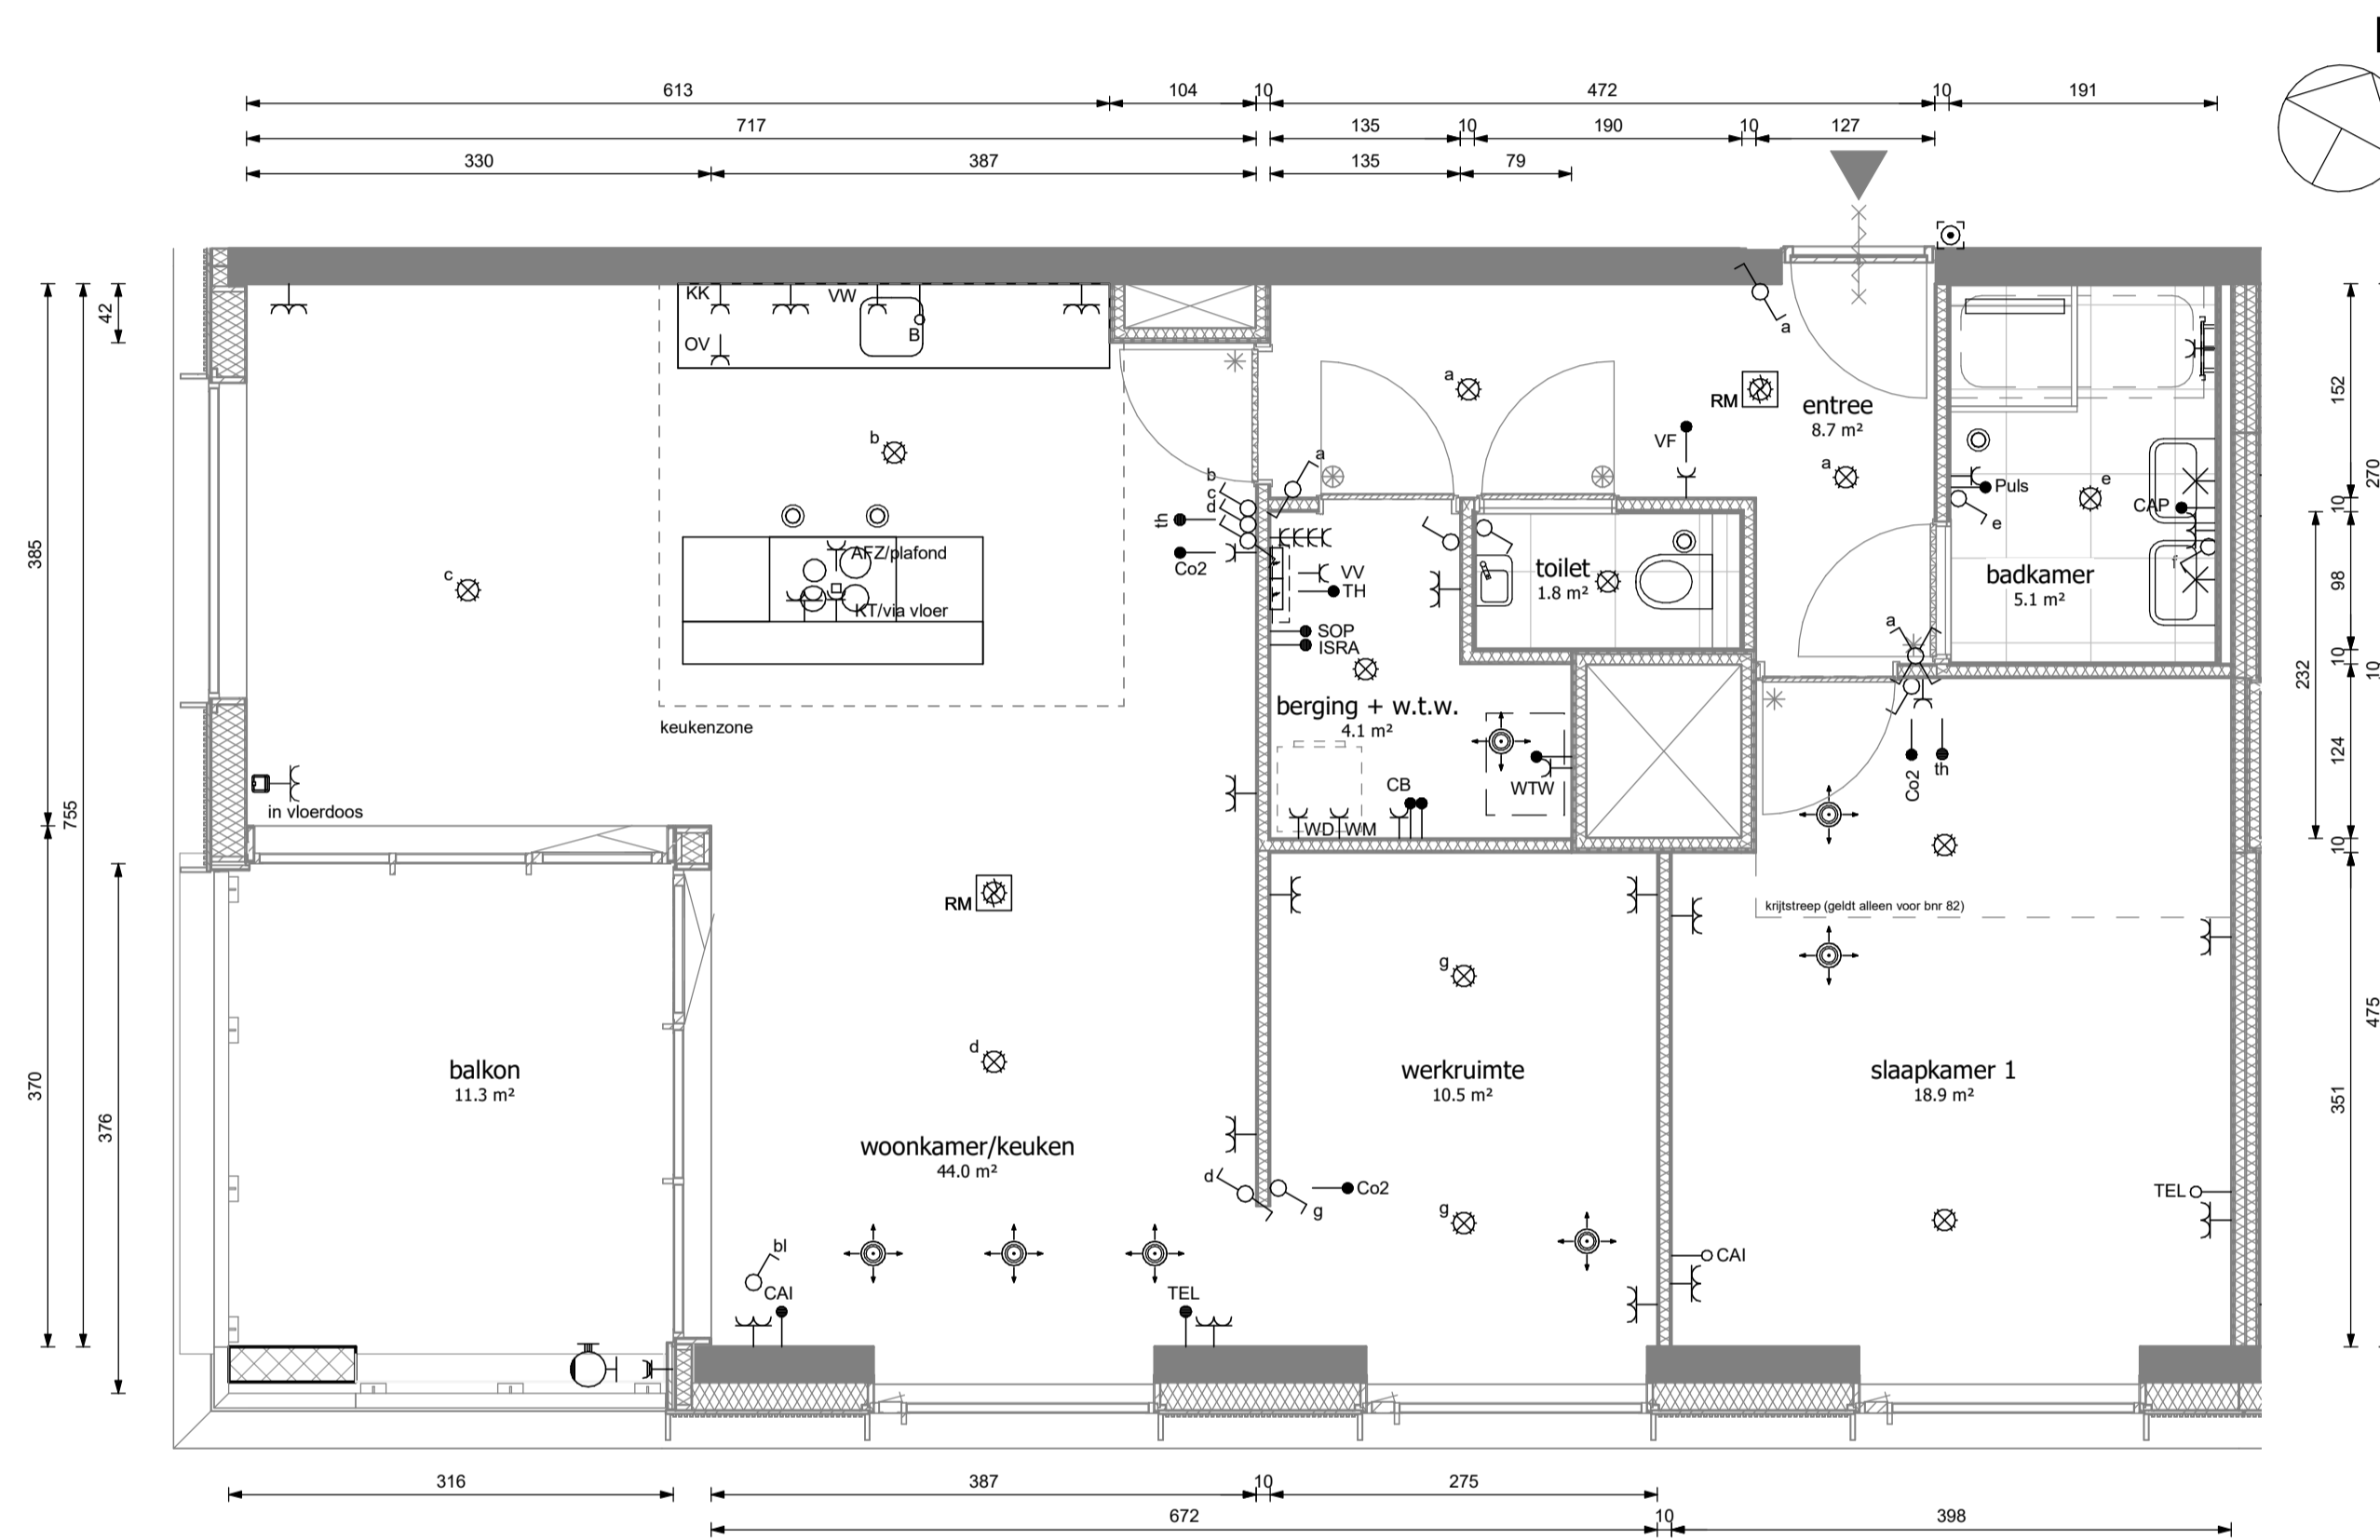 613 104 10 472 10 191
717 135 10 190 10 127
330 387 135 79
42
385
755
370
376
KK
VW
OV
B
b
AFZ/plafond
KT/via vloer
c
keukenzone
in vloerdoos
a
a
RM
entree
8.7 m²
a
VF
a
b
c
d
th
Co2
VV
TH
SOP
ISRA
toilet
1.8 m²
berging + w.t.w.
4.1 m²
CB
WD
WM
WTW
Puls
e
e
CAP
f
badkamer
5.1 m²
a
Co2
th
krijtstreep (geldt alleen voor bnr 82)
RM
d
g
balkon
11.3 m²
werkruimte
10.5 m²
slaapkamer 1
18.9 m²
woonkamer/keuken
44.0 m²
d
g
Co2
g
TEL
CAI
bl
CAI
TEL
152
270
10
98
10
10
232
124
10
475
351
316 387 10 275
672 10 398